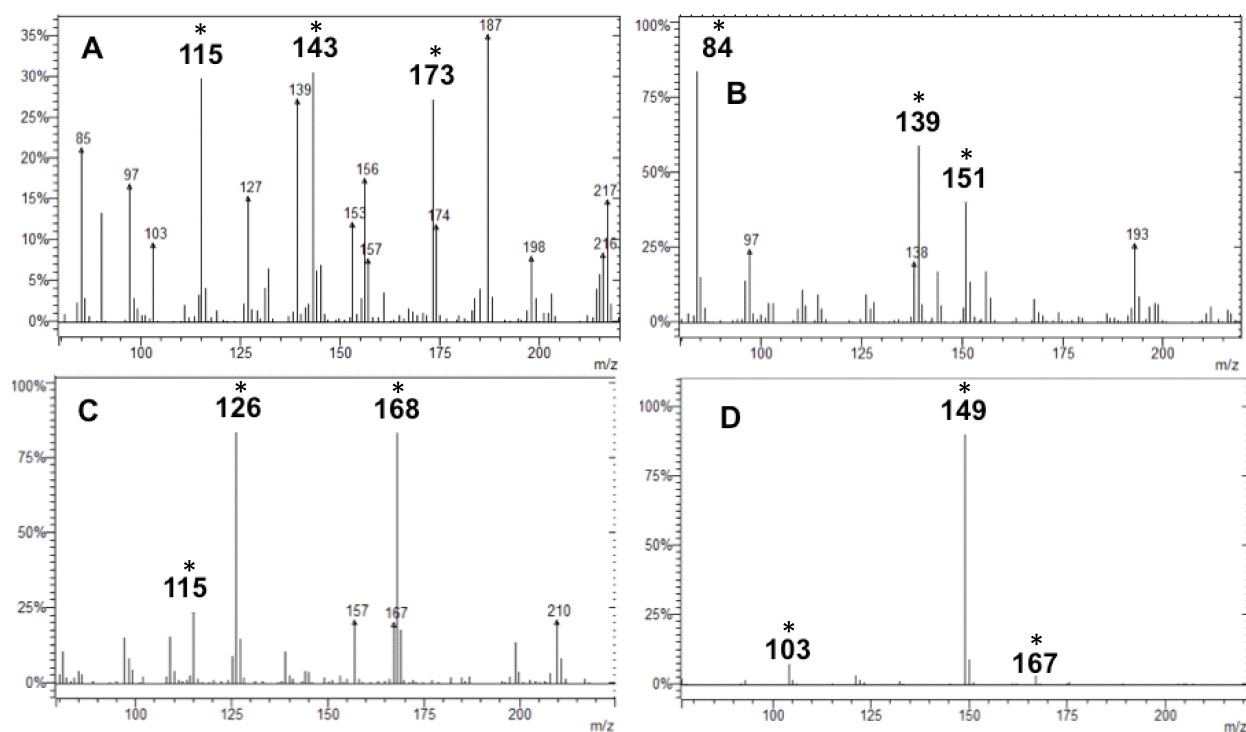 A
* * *
115 143 173
187
139
85
97
103
127
156
153
157
174
198
217
216
35%
30%
25%
20%
15%
10%
5%
0%
100 125 150 175 200
m/z
B
* * *
84 139 151
97
138
193
100%
75%
50%
25%
0%
100 125 150 175 200
m/z
C
* * *
115 126 168
157
167
210
100%
75%
50%
25%
0%
100 125 150 175 200
m/z
D
* * *
103 149 167
100%
75%
50%
25%
0%
100 125 150 175 200
m/z